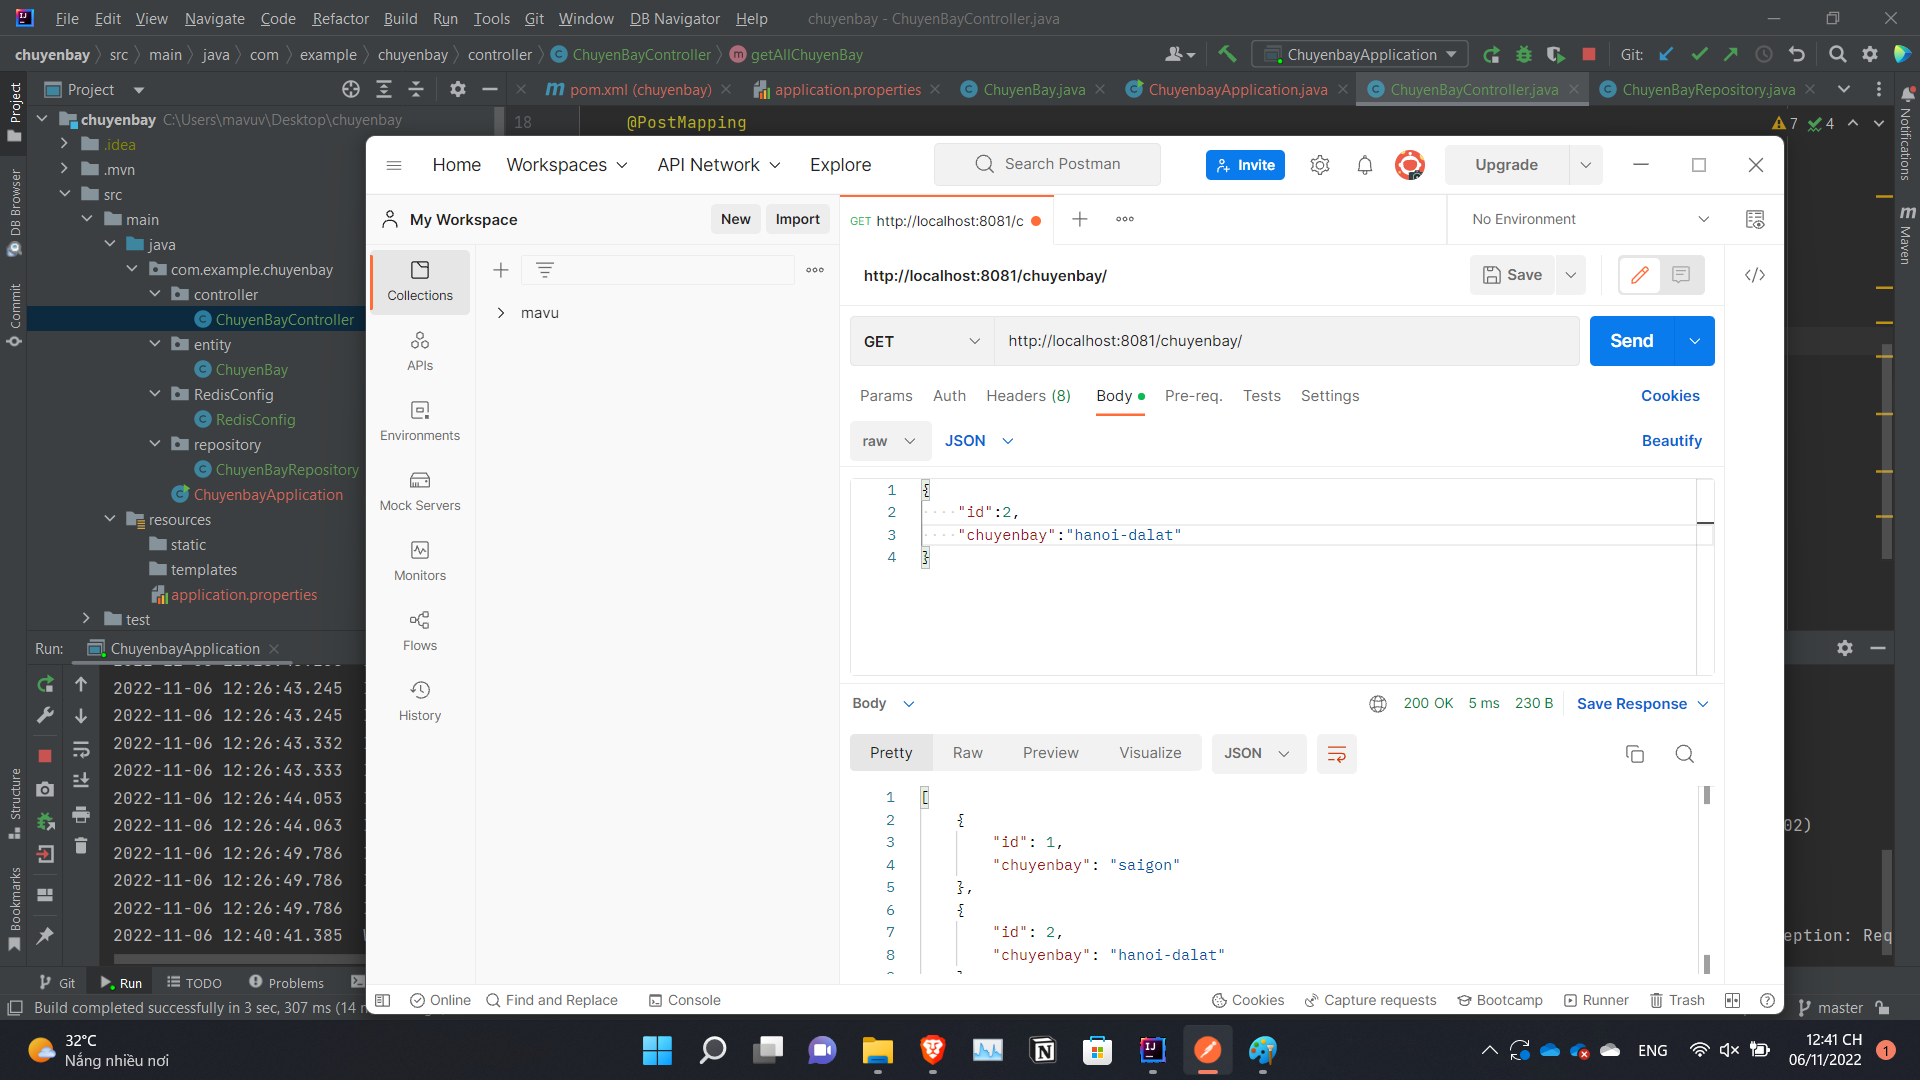 File Edit View Navigate Code Refactor Build Run Tools Git Window DB Navigator Help chuyenbay - ChuyenBayController.java
chuyenbay src main java com example chuyenbay controller ChuyenBayController getAllChuyenBay ChuyenbayApplication Git:
Project pom.xml (chuyenbay) application.properties ChuyenBay.java ChuyenbayApplication.java ChuyenBayController.java ChuyenBayRepository.java
chuyenbay C:\Users\mavuv\Desktop\chuyenbay
18 @PostMapping
7 4
.idea
.mvn
src
main
java
com.example.chuyenbay
controller
ChuyenBayController
entity
ChuyenBay
RedisConfig
RedisConfig
repository
ChuyenBayRepository
ChuyenbayApplication
resources
static
templates
application.properties
test
Project
DB Browser
Commit
Structure
Bookmarks
Notifications
Maven
Home Workspaces API Network Explore Search Postman Invite Upgrade
My Workspace New Import
GET http://localhost:8081/c No Environment
Collections
APIs
Environments
Mock Servers
Monitors
Flows
History
mavu
http://localhost:8081/chuyenbay/ Save
GET http://localhost:8081/chuyenbay/ Send
Params Auth Headers (8) Body Pre-req. Tests Settings Cookies
raw JSON Beautify
1 {
2 "id":2,
3 "chuyenbay":"hanoi-dalat"
4 }
Body 200 OK 5 ms 230 B Save Response
Pretty Raw Preview Visualize JSON
1 [
2 {
3 "id": 1,
4 "chuyenbay": "saigon"
5 },
6 {
7 "id": 2,
8 "chuyenbay": "hanoi-dalat"
Online Find and Replace Console Cookies Capture requests Bootcamp Runner Trash
Run: ChuyenbayApplication
2022-11-06 12:26:43.245
2022-11-06 12:26:43.245
2022-11-06 12:26:43.332
2022-11-06 12:26:43.333
2022-11-06 12:26:44.053
2022-11-06 12:26:44.063
02)
2022-11-06 12:26:49.786
2022-11-06 12:26:49.786
2022-11-06 12:26:49.786
2022-11-06 12:40:41.385
eption: Req
Git Run TODO Problems
Build completed successfully in 3 sec, 307 ms (14 master
32°C
Nắng nhiều nơi
ENG
12:41 CH
06/11/2022
1